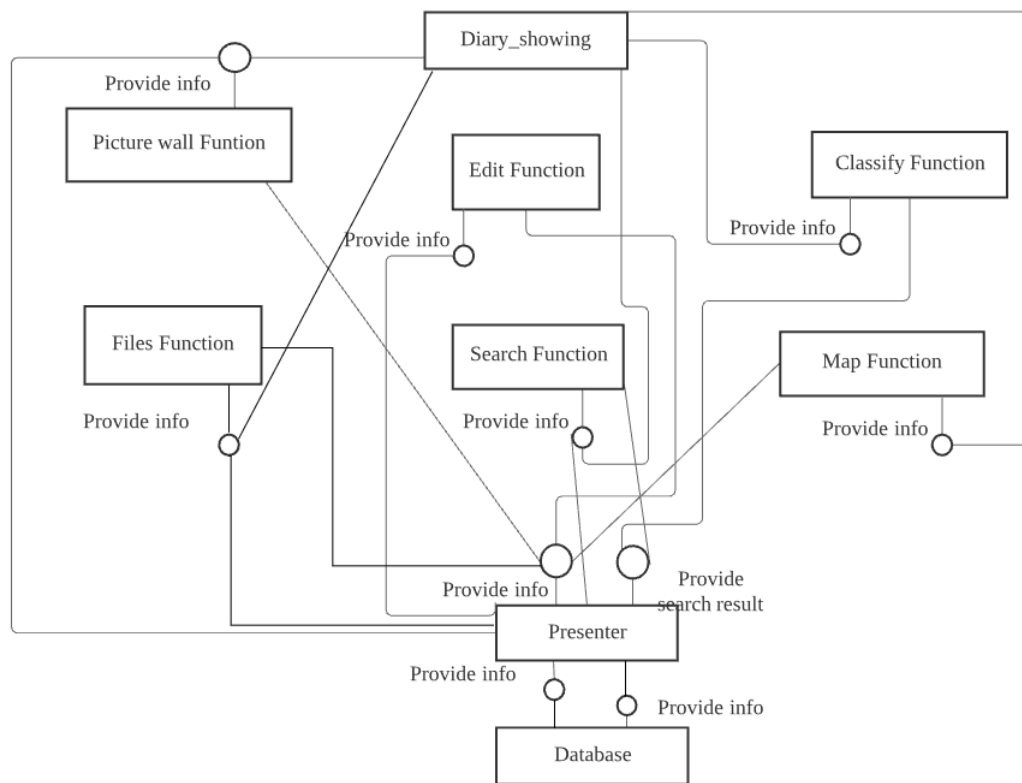 Diary_showing
Provide info
Picture wall Funtion
Edit Function
Classify Function
Provide info
Provide info
Files Function
Search Function
Map Function
Provide info
Provide info
Provide info
Provide info
Provide
search result
Presenter
Provide info
Provide info
Database